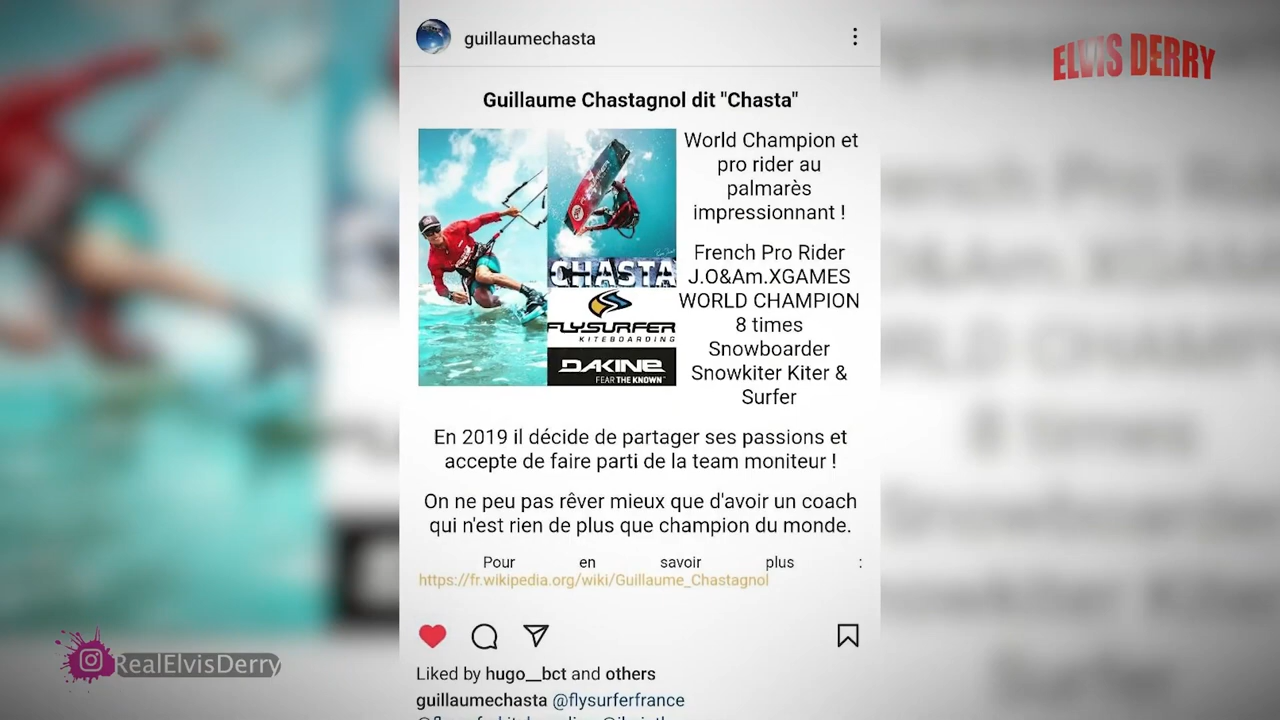 guillaumechasta
ELVIS DERRY
Guillaume Chastagnol dit "Chasta"
World Champion et
pro rider au
palmarès
impressionnant !
French Pro Rider
J.O&Am.XGAMES
WORLD CHAMPION
8 times
Snowboarder
Snowkiter Kiter &
Surfer
CHASTA
FLYSURFER
KITEBOARDING
DAKINE
FEAR THE KNOWN
En 2019 il décide de partager ses passions et
accepte de faire parti de la team moniteur !
On ne peu pas rêver mieux que d'avoir un coach
qui n'est rien de plus que champion du monde.
Pour en savoir plus :
https://fr.wikipedia.org/wiki/Guillaume_Chastagnol
RealElvisDerry
Liked by hugo__bct and others
guillaumechasta @flysurferfrance